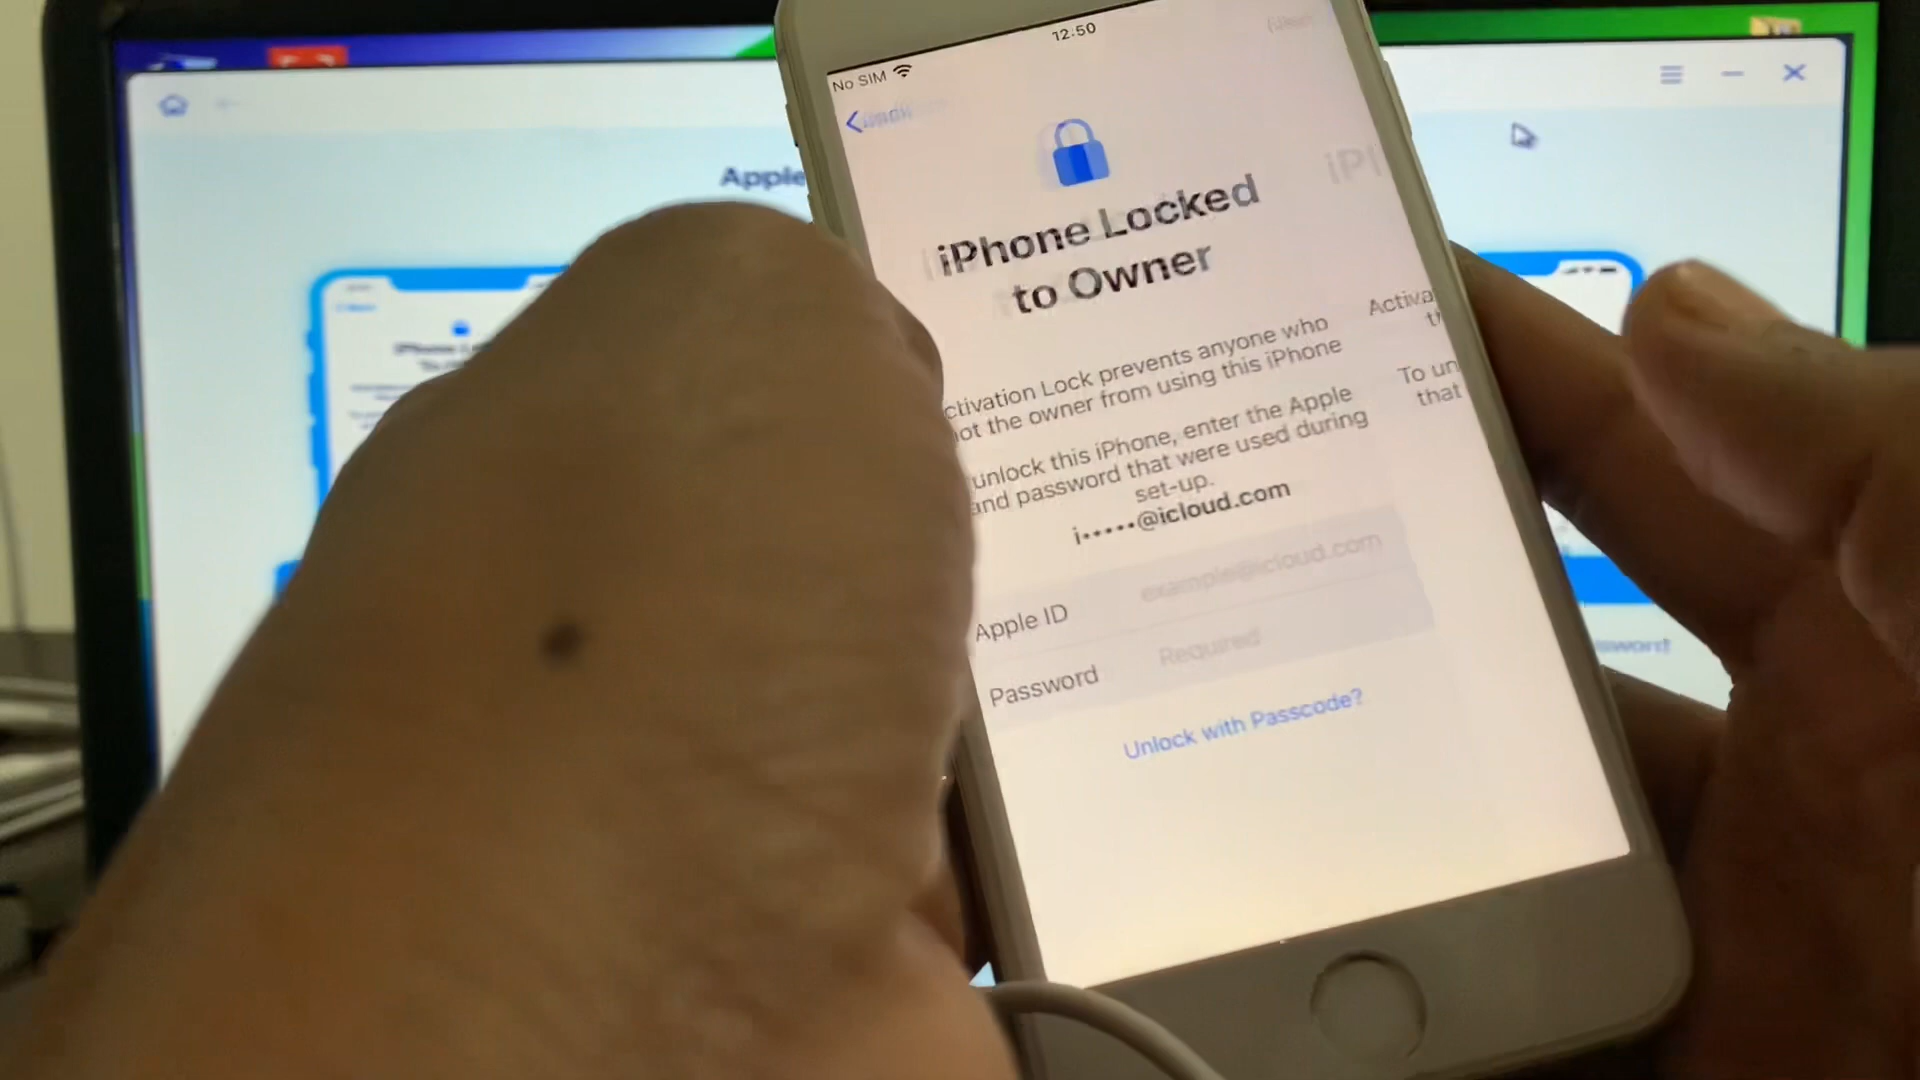 Apple
12:50
No SIM
iPhone Locked
to Owner
ctivation Lock prevents anyone who
not the owner from using this iPhone
unlock this iPhone, enter the Apple
and password that were used during
set-up.
i•••••@icloud.com
Apple ID example@icloud.com
Password Required
Unlock with Passcode?
iP
Activa
t
To un
that